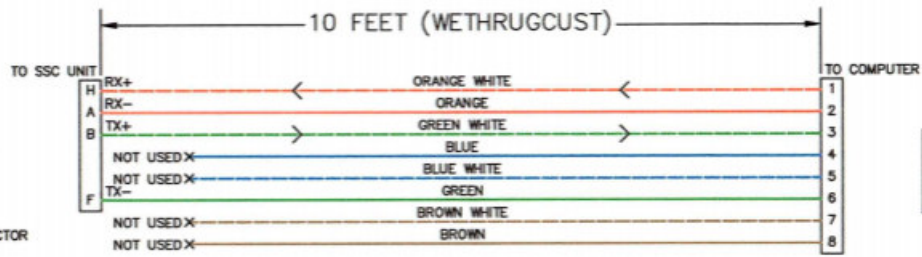 10 FEET (WETHRUGCUST)
TO SSC UNIT
TO COMPUTER
H RX+ ORANGE WHITE 1
A RX- ORANGE 2
B TX+ GREEN WHITE 3
NOT USED X BLUE 4
NOT USED X BLUE WHITE 5
F TX- GREEN 6
NOT USED X BROWN WHITE 7
NOT USED X BROWN 8
CTOR